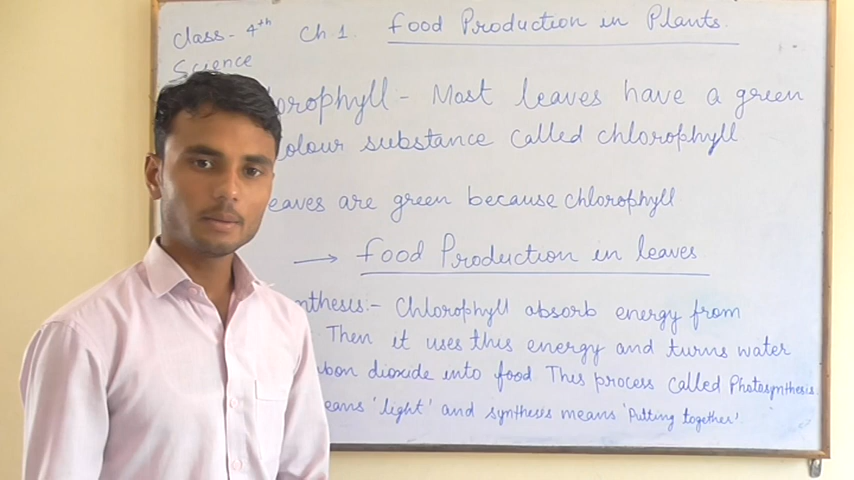 class - 4th Ch. 1. Food Production in Plants.
Science
orophyll - Most leaves have a green
olour substance called chlorophyll
eaves are green because chlorophyll
→ Food Production in leaves
nthesis:- Chlorophyll absorb energy from
Then it uses this energy and turns water
bon dioxide into food This process called Photosynthesis.
eans 'light' and syntheses means 'Putting together'.